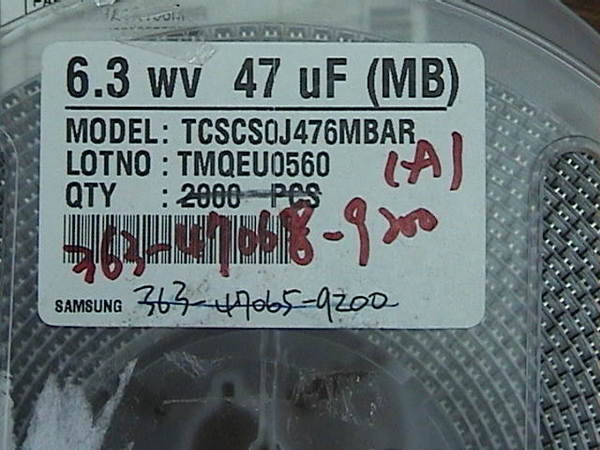 6.3 wv 47 uF (MB)
MODEL: TCSCS0J476MBAR
LOTNO : TMQEU0560
(A)
QTY : 2000 PCS
363-47068-9200
SAMSUNG 363-47065-9200